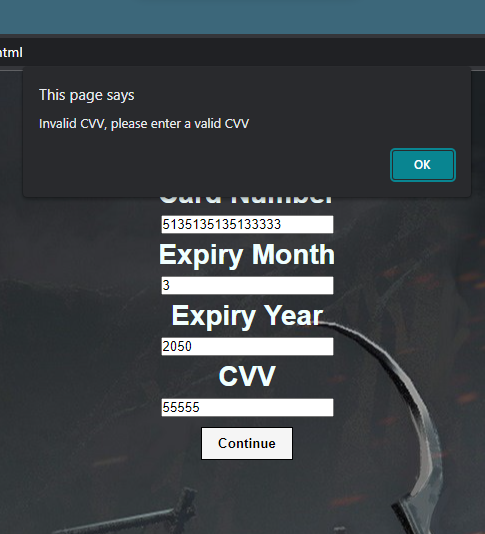 html
This page says
Invalid CVV, please enter a valid CVV
OK
Card Number
5135135135133333
Expiry Month
3
Expiry Year
2050
CVV
55555
Continue